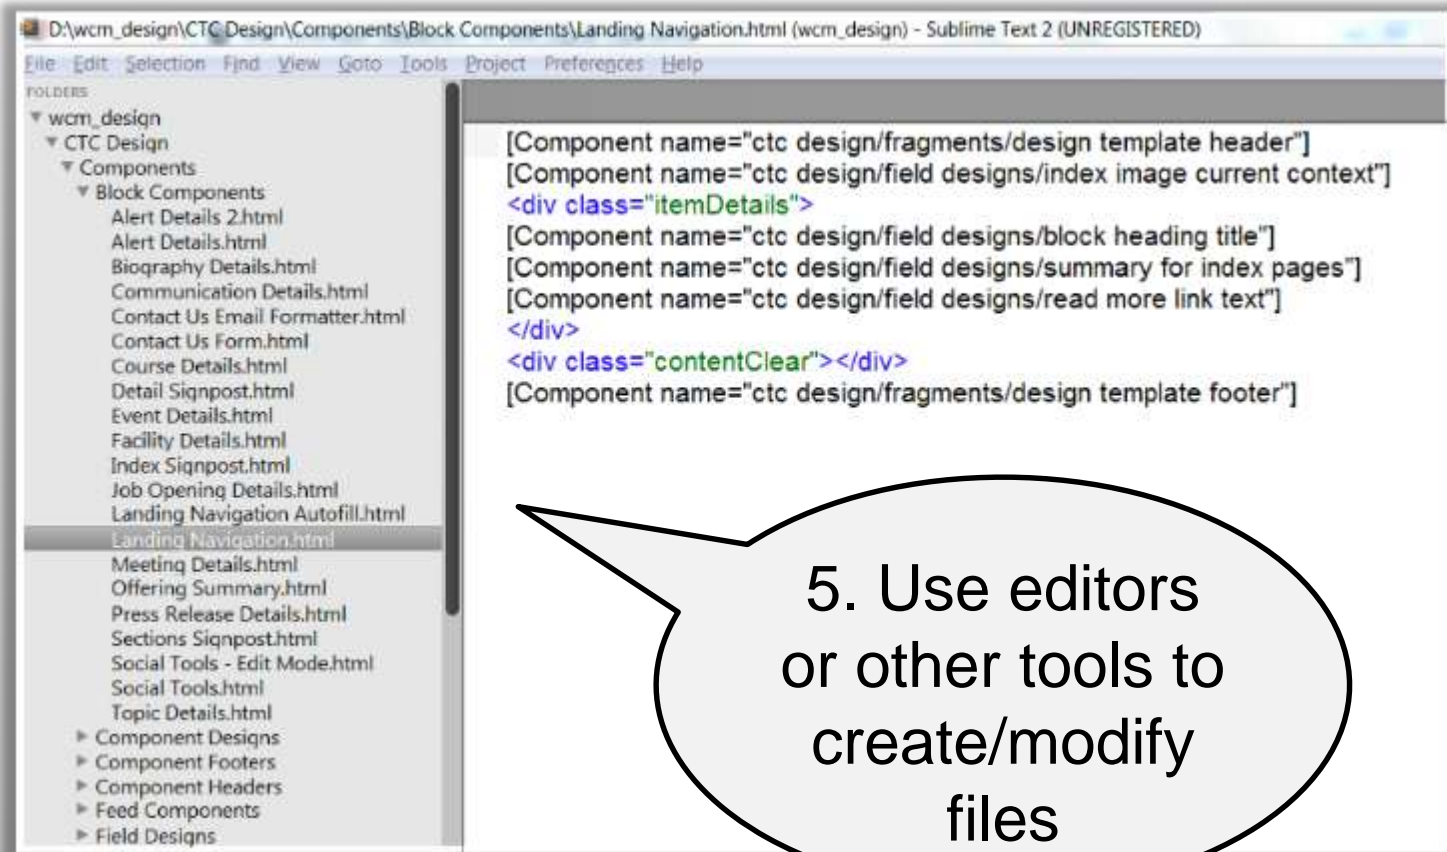 D:\wcm_design\CTC Design\Components\Block Components\Landing Navigation.html (wcm_design) - Sublime Text 2 (UNREGISTERED)
File Edit Selection Find View Goto Tools Project Preferences Help
FOLDERS
wcm_design
CTC Design
Components
Block Components
Alert Details 2.html
Alert Details.html
Biography Details.html
Communication Details.html
Contact Us Email Formatter.html
Contact Us Form.html
Course Details.html
Detail Signpost.html
Event Details.html
Facility Details.html
Index Signpost.html
Job Opening Details.html
Landing Navigation Autofill.html
Landing Navigation.html
Meeting Details.html
Offering Summary.html
Press Release Details.html
Sections Signpost.html
Social Tools - Edit Mode.html
Social Tools.html
Topic Details.html
Component Designs
Component Footers
Component Headers
Feed Components
Field Designs
[Component name="ctc design/fragments/design template header"]
[Component name="ctc design/field designs/index image current context"]
<div class="itemDetails">
[Component name="ctc design/field designs/block heading title"]
[Component name="ctc design/field designs/summary for index pages"]
[Component name="ctc design/field designs/read more link text"]
</div>
<div class="contentClear"></div>
[Component name="ctc design/fragments/design template footer"]
5. Use editors
or other tools to
create/modify
files